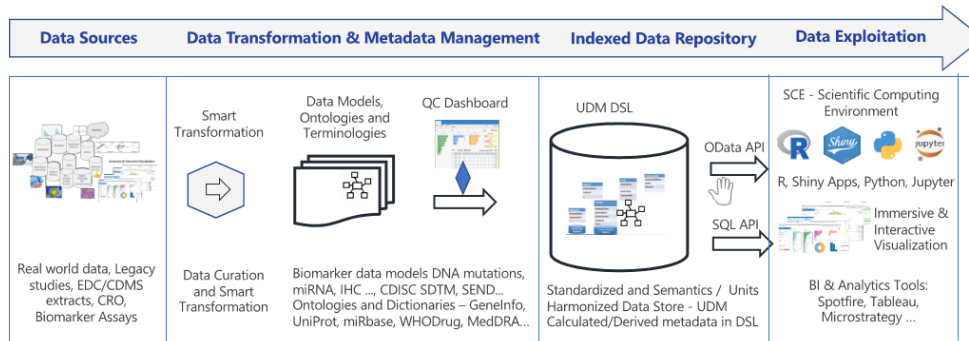 Data Sources
Data Transformation & Metadata Management
Indexed Data Repository
Data Exploitation
Real world data, Legacy
studies, EDC/CDMS
extracts, CRO,
Biomarker Assays
Smart
Transformation
Data Curation
and Smart
Transformation
Data Models,
Ontologies and
Terminologies
QC Dashboard
Biomarker data models DNA mutations,
miRNA, IHC ..., CDISC SDTM, SEND...
Ontologies and Dictionaries – GeneInfo,
UniProt, miRbase, WHODrug, MedDRA...
UDM DSL
OData API
SQL API
Standardized and Semantics / Units
Harmonized Data Store - UDM
Calculated/Derived metadata in DSL
SCE - Scientific Computing
Environment
R
Shiny
jupyter
R, Shiny Apps, Python, Jupyter
Immersive &
Interactive
Visualization
BI & Analytics Tools:
Spotfire, Tableau,
Microstrategy ...